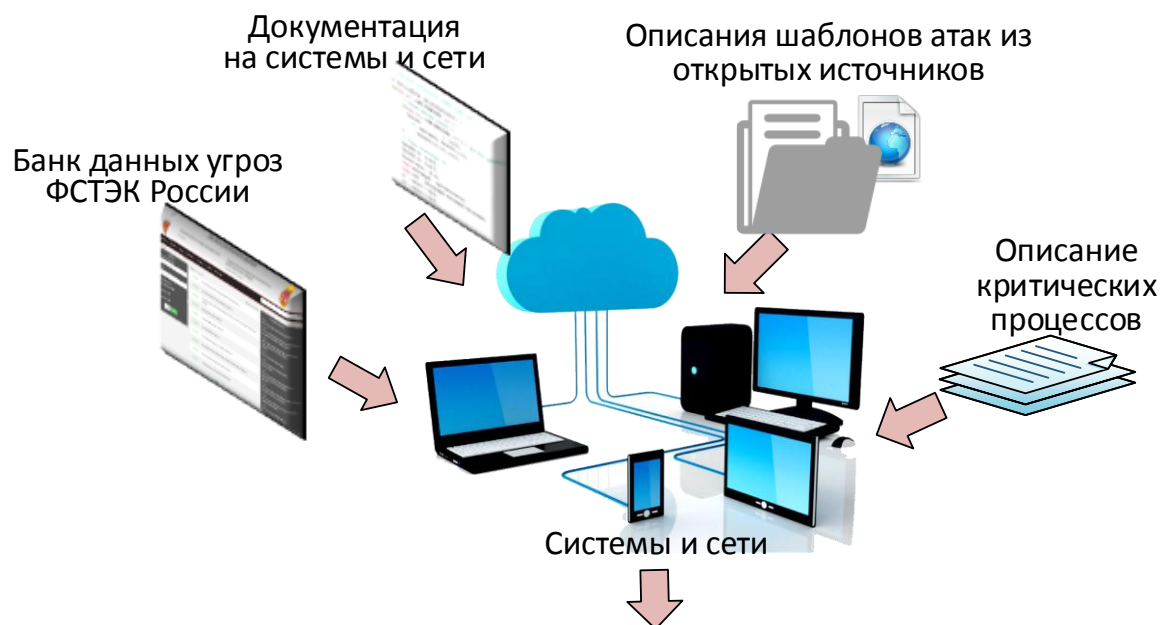 Документация
на системы и сети
Описания шаблонов атак из
открытых источников
Банк данных угроз
ФСТЭК России
Описание
критических
процессов
Системы и сети